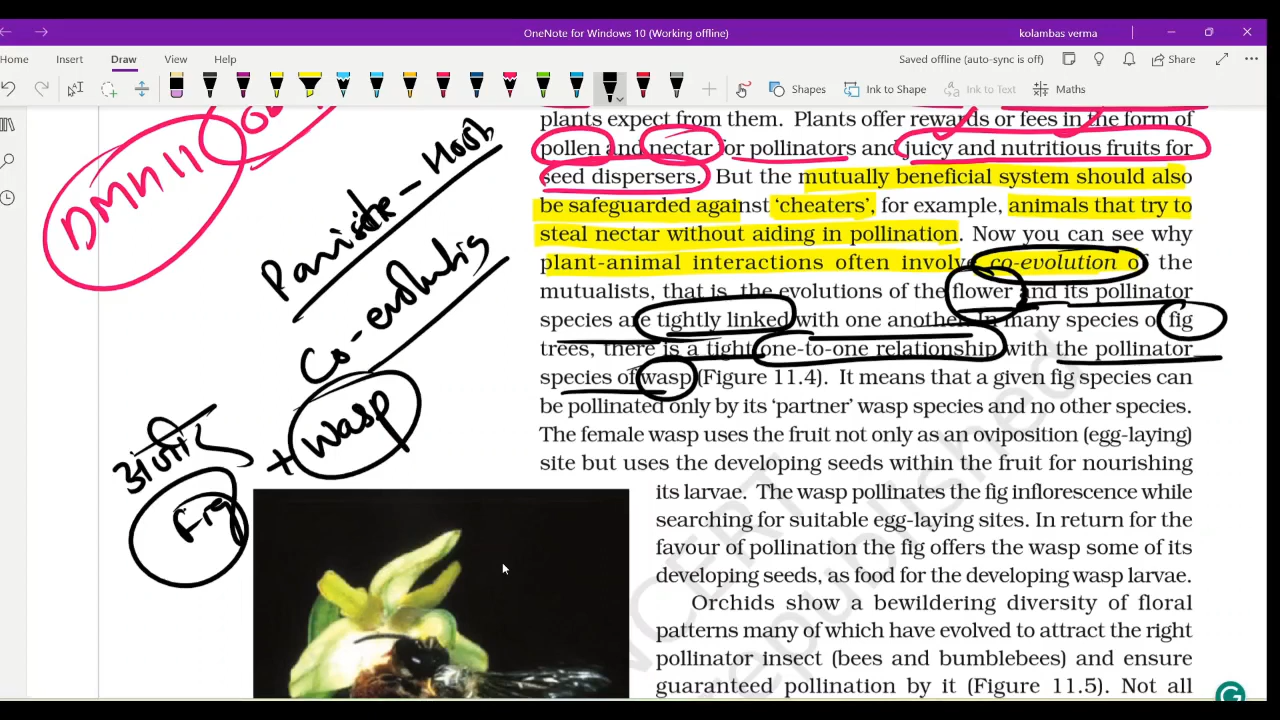 OneNote for Windows 10 (Working offline)
kolambas verma
Home Insert Draw View Help
Saved offline (auto-sync is off)
Share
Shapes
Ink to Shape
Ink to Text
Maths
plants expect from them. Plants offer rewards or fees in the form of
pollen and nectar for pollinators and juicy and nutritious fruits for
seed dispersers. But the mutually beneficial system should also
be safeguarded against ‘cheaters’, for example, animals that try to
steal nectar without aiding in pollination. Now you can see why
plant-animal interactions often involve co-evolution of the
mutualists, that is, the evolutions of the flower and its pollinator
species are tightly linked with one another. In many species of fig
trees, there is a tight one-to-one relationship with the pollinator
species of wasp (Figure 11.4). It means that a given fig species can
be pollinated only by its ‘partner’ wasp species and no other species.
The female wasp uses the fruit not only as an oviposition (egg-laying)
site but uses the developing seeds within the fruit for nourishing
its larvae. The wasp pollinates the fig inflorescence while
searching for suitable egg-laying sites. In return for the
favour of pollination the fig offers the wasp some of its
developing seeds, as food for the developing wasp larvae.
Orchids show a bewildering diversity of floral
patterns many of which have evolved to attract the right
pollinator insect (bees and bumblebees) and ensure
guaranteed pollination by it (Figure 11.5). Not all
Co-evolutig
+ Wasp
अंजीर
Fig
NCERT
republished